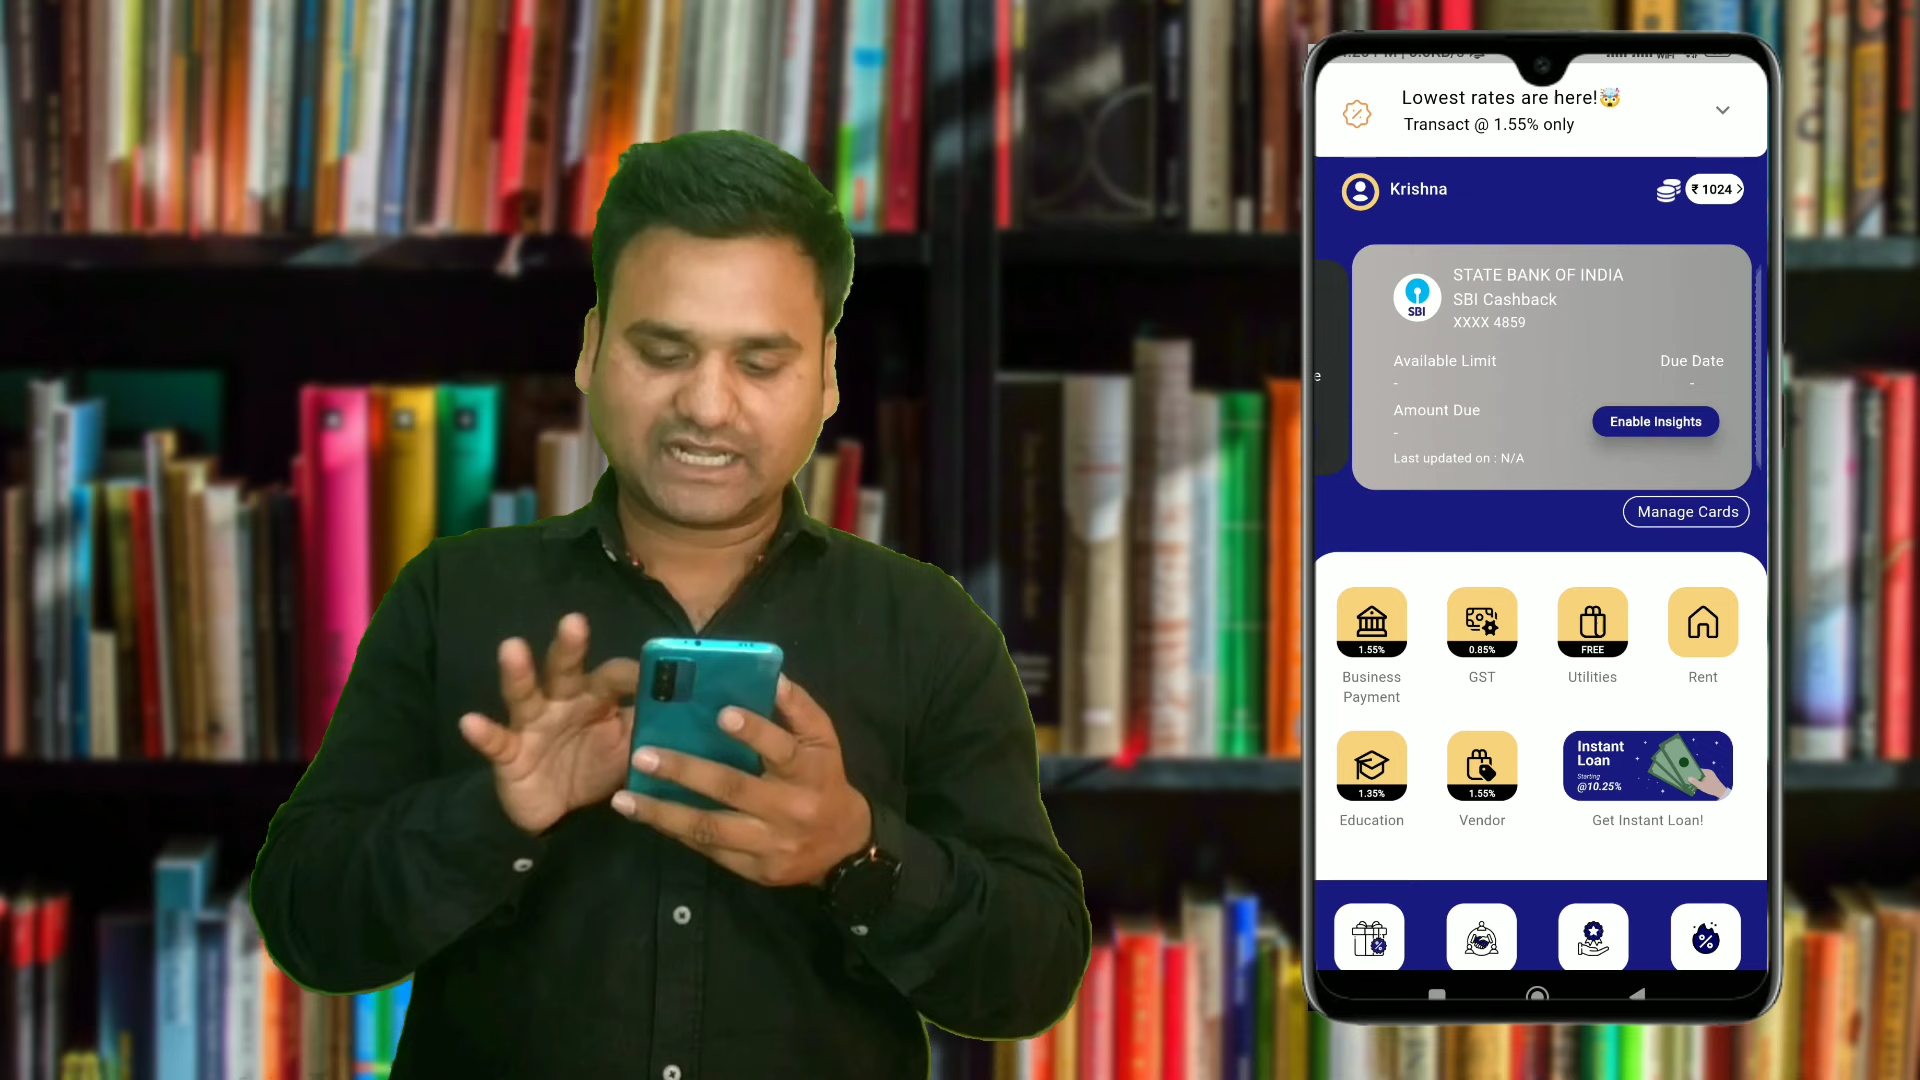 Lowest rates are here!🤯
Transact @ 1.55% only
Krishna
₹ 1024
STATE BANK OF INDIA
SBI Cashback
XXXX 4859
SBI
Available Limit
Due Date
-
-
Amount Due
-
Enable Insights
Last updated on : N/A
e
Manage Cards
1.55%
0.85%
FREE
Business
Payment
GST
Utilities
Rent
Instant
Loan
Starting
@10.25%
1.35%
1.55%
Education
Vendor
Get Instant Loan!